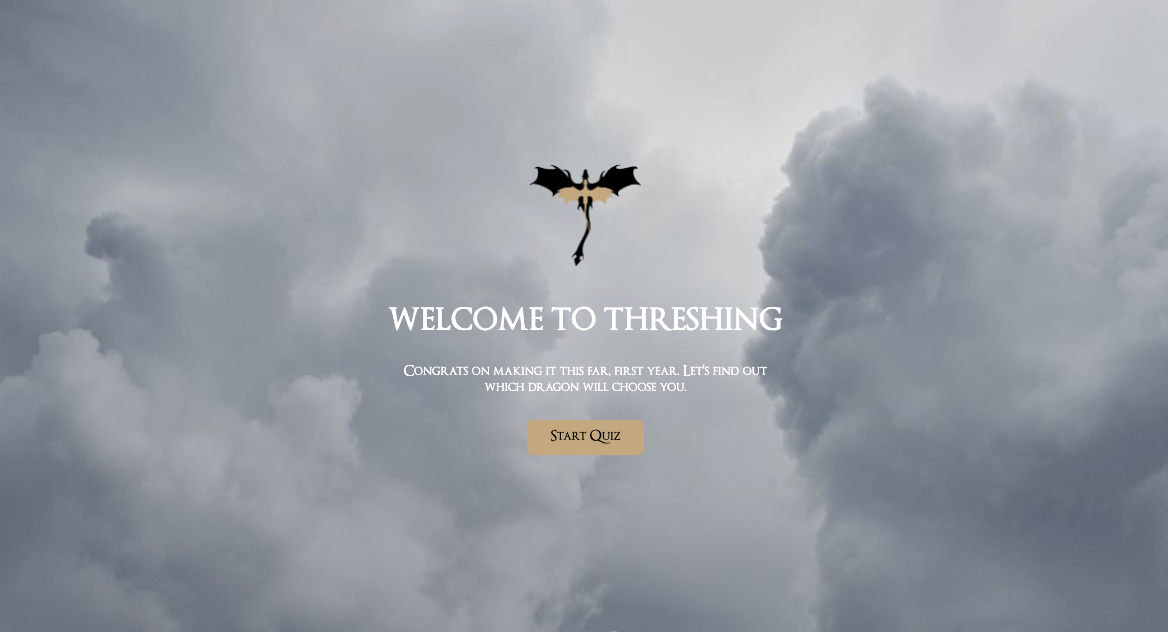 WELCOME TO THRESHING
Congrats on making it this far, first year. Let's find out
which dragon will choose you.
Start Quiz